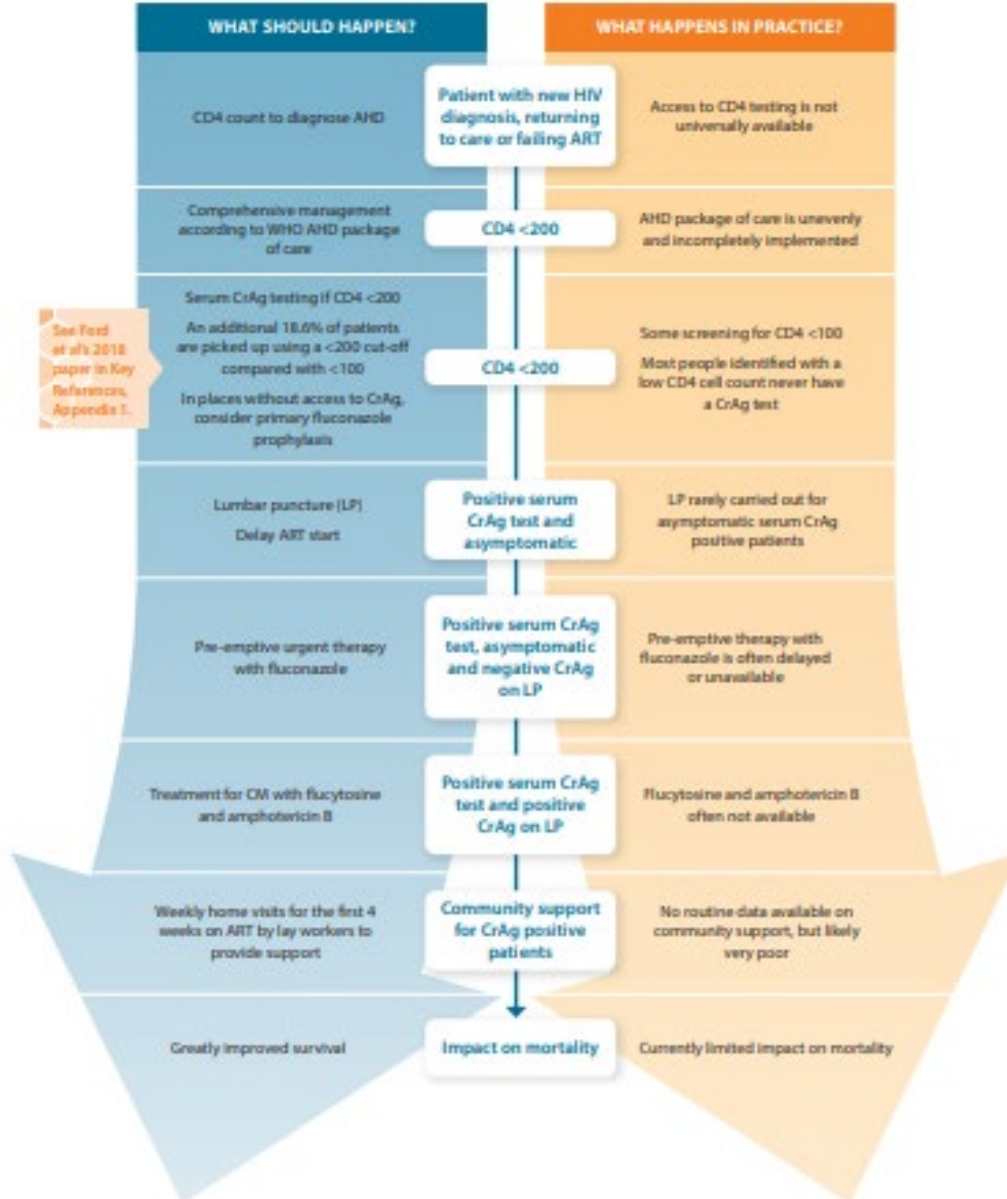 WHAT SHOULD HAPPEN?
WHAT HAPPENS IN PRACTICE?
CD4 count to diagnose AHD
Patient with new HIV
diagnosis, returning
to care or failing ART
Access to CD4 testing is not
universally available
Comprehensive management
according to WHO AHD package
of care
CD4 <200
AHD package of care is unevenly
and incompletely implemented
See Ford
et al's 2018
paper in Key
References,
Appendix 1.
Serum CrAg testing if CD4 <200
An additional 18.6% of patients
are picked up using a <200 cut-off
compared with <100
In places without access to CrAg,
consider primary fluconazole
prophylaxis
CD4 <200
Some screening for CD4 <100
Most people identified with a
low CD4 cell count never have
a CrAg test
Lumbar puncture (LP)
Delay ART start
Positive serum
CrAg test and
asymptomatic
LP rarely carried out for
asymptomatic serum CrAg
positive patients
Pre-emptive urgent therapy
with fluconazole
Positive serum CrAg
test, asymptomatic
and negative CrAg
on LP
Pre-emptive therapy with
fluconazole is often delayed
or unavailable
Treatment for CM with flucytosine
and amphotericin B
Positive serum CrAg
test and positive
CrAg on LP
Flucytosine and amphotericin B
often not available
Weekly home visits for the first 4
weeks on ART by lay workers to
provide support
Community support
for CrAg positive
patients
No routine data available on
community support, but likely
very poor
Greatly improved survival
Impact on mortality
Currently limited impact on mortality